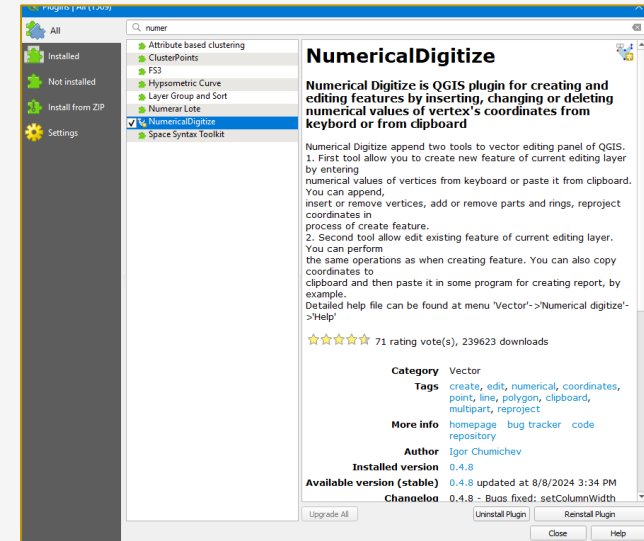 Plugins | All (1509)
All
Installed
Not installed
Install from ZIP
Settings
numer
Attribute based clustering
ClusterPoints
FS3
Hypsometric Curve
Layer Group and Sort
Numerar Lote
NumericalDigitize
Space Syntax Toolkit
NumericalDigitize
Numerical Digitize is QGIS plugin for creating and
editing features by inserting, changing or deleting
numerical values of vertex's coordinates from
keybord or from clipboard
Numerical Digitize append two tools to vector editing panel of QGIS.
1. First tool allow you to create new feature of current editing layer
by entering
numerical values of vertices from keyboard or paste it from clipboard.
You can append,
insert or remove vertices, add or remove parts and rings, reproject
coordinates in
process of create feature.
2. Second tool allow edit existing feature of current editing layer.
You can perform
the same operations as when creating feature. You can also copy
coordinates to
clipboard and then paste it in some program for creating report, by
example.
Detailed help file can be found at menu 'Vector'->'Numerical digitize'-
>'Help'
71 rating vote(s), 239623 downloads
Category Vector
Tags create, edit, numerical, coordinates,
point, line, polygon, clipboard,
multipart, reproject
More info homepage bug tracker code
repository
Author Igor Chumichev
Installed version 0.4.8
Available version (stable) 0.4.8 updated at 8/8/2024 3:34 PM
Changelog 0.4.8 - Bugs fixed: setColumnWidth
Upgrade All Uninstall Plugin Reinstall Plugin
Close Help